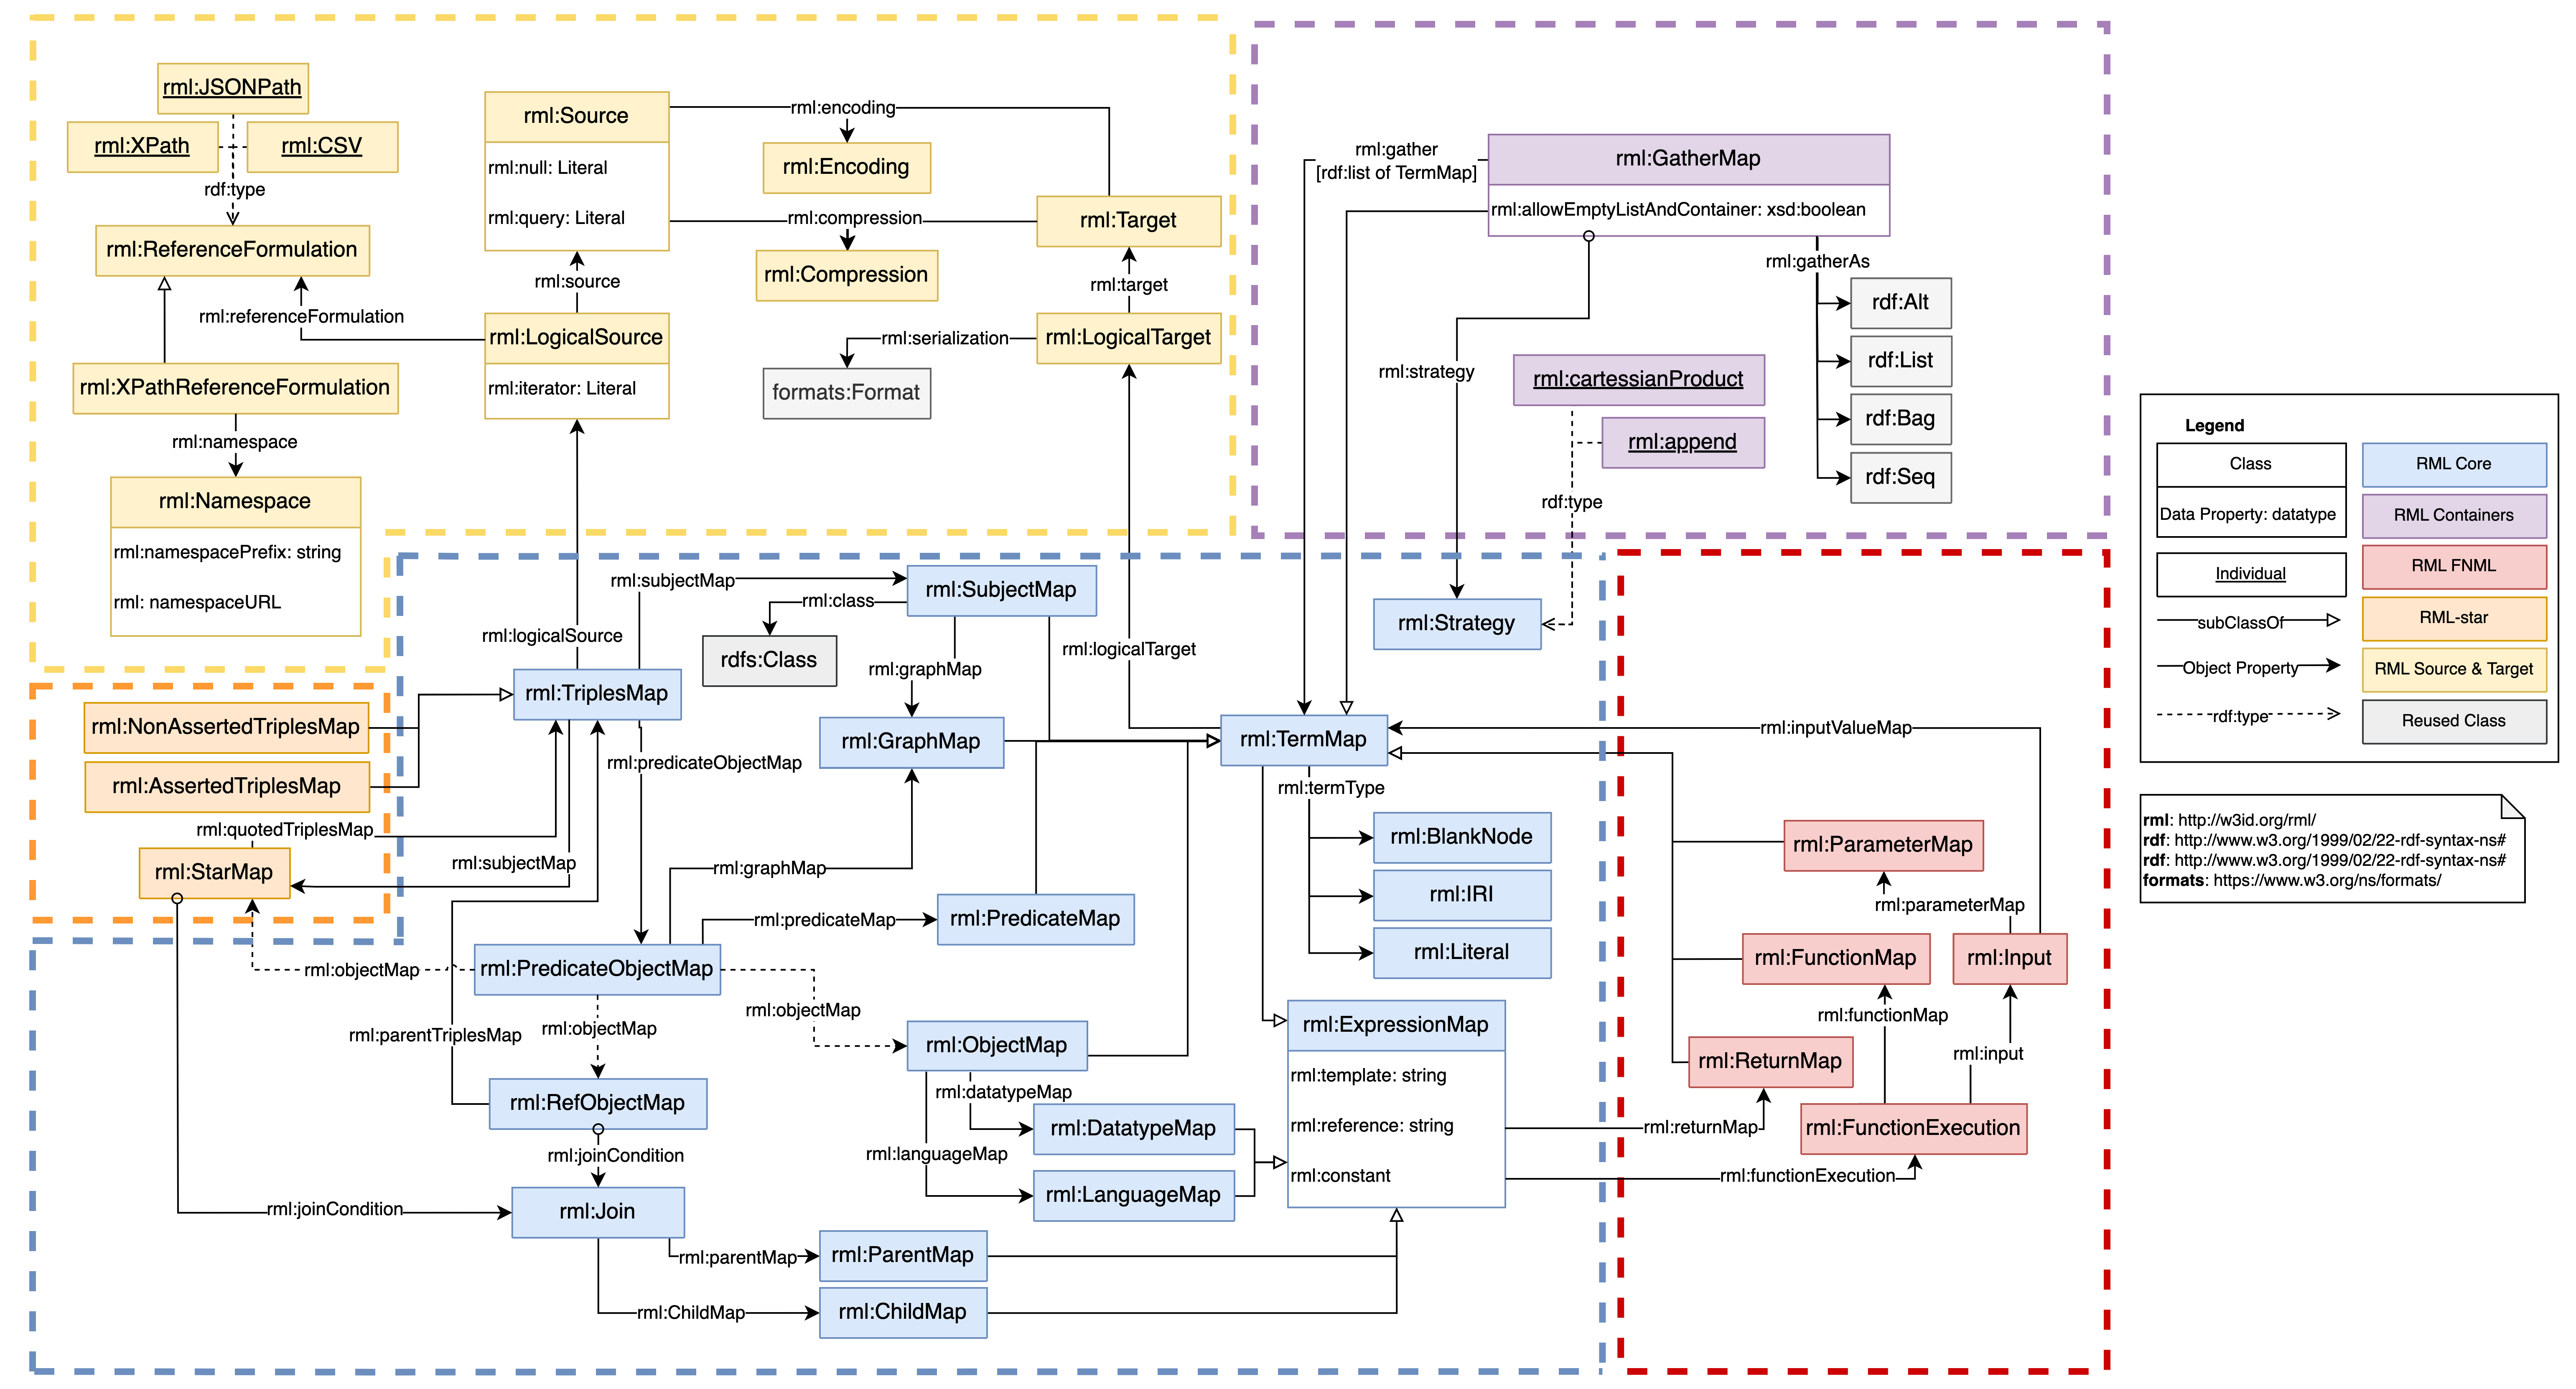 rml:JSONPath
rml:XPath
rml:CSV
rdf:type
rml:ReferenceFormulation
rml:referenceFormulation
rml:XPathReferenceFormulation
rml:namespace
rml:Namespace
rml:namespacePrefix: string
rml: namespaceURL
rml:Source
rml:null: Literal
rml:query: Literal
rml:source
rml:LogicalSource
rml:iterator: Literal
rml:encoding
rml:Encoding
rml:compression
rml:Compression
rml:Target
rml:target
rml:LogicalTarget
rml:serialization
formats:Format
rml:gather
[rdf:list of TermMap]
rml:GatherMap
rml:allowEmptyListAndContainer: xsd:boolean
rml:gatherAs
rdf:Alt
rdf:List
rdf:Bag
rdf:Seq
rml:strategy
rml:cartessianProduct
rml:append
rdf:type
rml:Strategy
Legend
Class
Data Property: datatype
Individual
subClassOf
Object Property
rdf:type
RML Core
RML Containers
RML FNML
RML-star
RML Source & Target
Reused Class
rml: http://w3id.org/rml/
rdf: http://www.w3.org/1999/02/22-rdf-syntax-ns#
rdf: http://www.w3.org/1999/02/22-rdf-syntax-ns#
formats: https://www.w3.org/ns/formats/
rml:subjectMap
rml:SubjectMap
rml:class
rdfs:Class
rml:logicalSource
rml:graphMap
rml:logicalTarget
rml:TriplesMap
rml:NonAssertedTriplesMap
rml:AssertedTriplesMap
rml:quotedTriplesMap
rml:StarMap
rml:subjectMap
rml:predicateObjectMap
rml:GraphMap
rml:TermMap
rml:inputValueMap
rml:termType
rml:BlankNode
rml:IRI
rml:Literal
rml:graphMap
rml:predicateMap
rml:PredicateMap
rml:objectMap
rml:PredicateObjectMap
rml:objectMap
rml:objectMap
rml:parentTriplesMap
rml:RefObjectMap
rml:joinCondition
rml:joinCondition
rml:Join
rml:parentMap
rml:ParentMap
rml:ChildMap
rml:ChildMap
rml:ObjectMap
rml:datatypeMap
rml:DatatypeMap
rml:languageMap
rml:LanguageMap
rml:ExpressionMap
rml:template: string
rml:reference: string
rml:constant
rml:ParameterMap
rml:parameterMap
rml:FunctionMap
rml:Input
rml:functionMap
rml:input
rml:ReturnMap
rml:returnMap
rml:FunctionExecution
rml:functionExecution